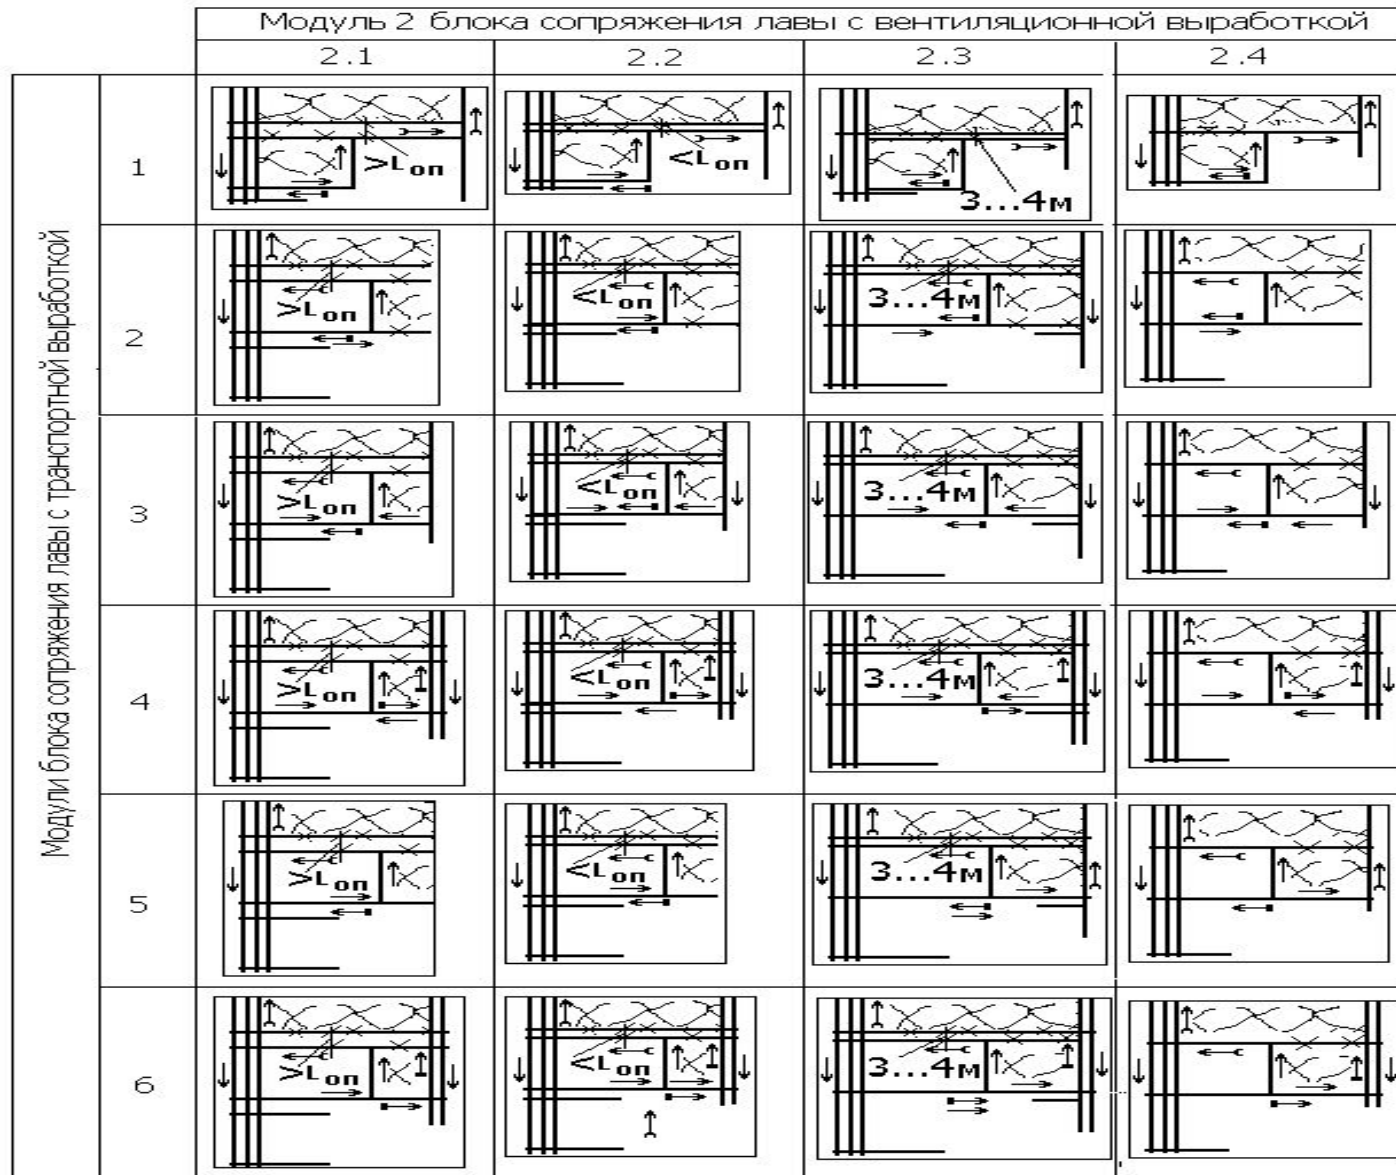 Модуль 2 блока сопряжения лавы с вентиляционной выработкой
2.1 2.2 2.3 2.4
Модули блока сопряжения лавы с транспортной выработкой
1
>Lоп <Lоп 3...4м
2
>Lоп <Lоп 3...4м
3
>Lоп <Lоп 3...4м
4
>Lоп <Lоп 3...4м
5
>Lоп <Lоп 3...4м
6
>Lоп <Lоп 3...4м